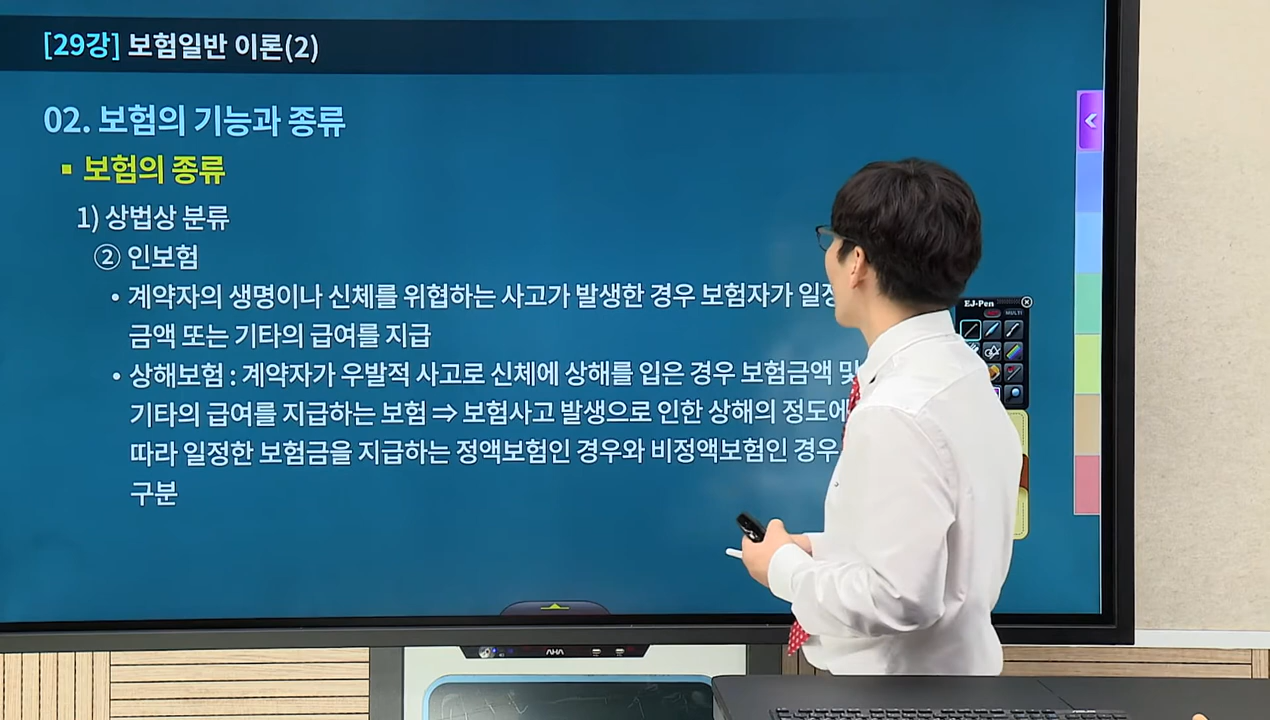 [29강] 보험일반 이론(2)
02. 보험의 기능과 종류
▪ 보험의 종류
1) 상법상 분류
② 인보험
• 계약자의 생명이나 신체를 위협하는 사고가 발생한 경우 보험자가
금액 또는 기타의 급여를 지급
• 상해보험 : 계약자가 우발적 사고로 신체에 상해를 입은 경우 보험금액 및
기타의 급여를 지급하는 보험 ⇒ 보험사고 발생으로 인한 상해의 정도에
따라 일정한 보험금을 지급하는 정액보험인 경우와 비정액보험인 경우
구분
EJ-Pen
MULTI
AHA